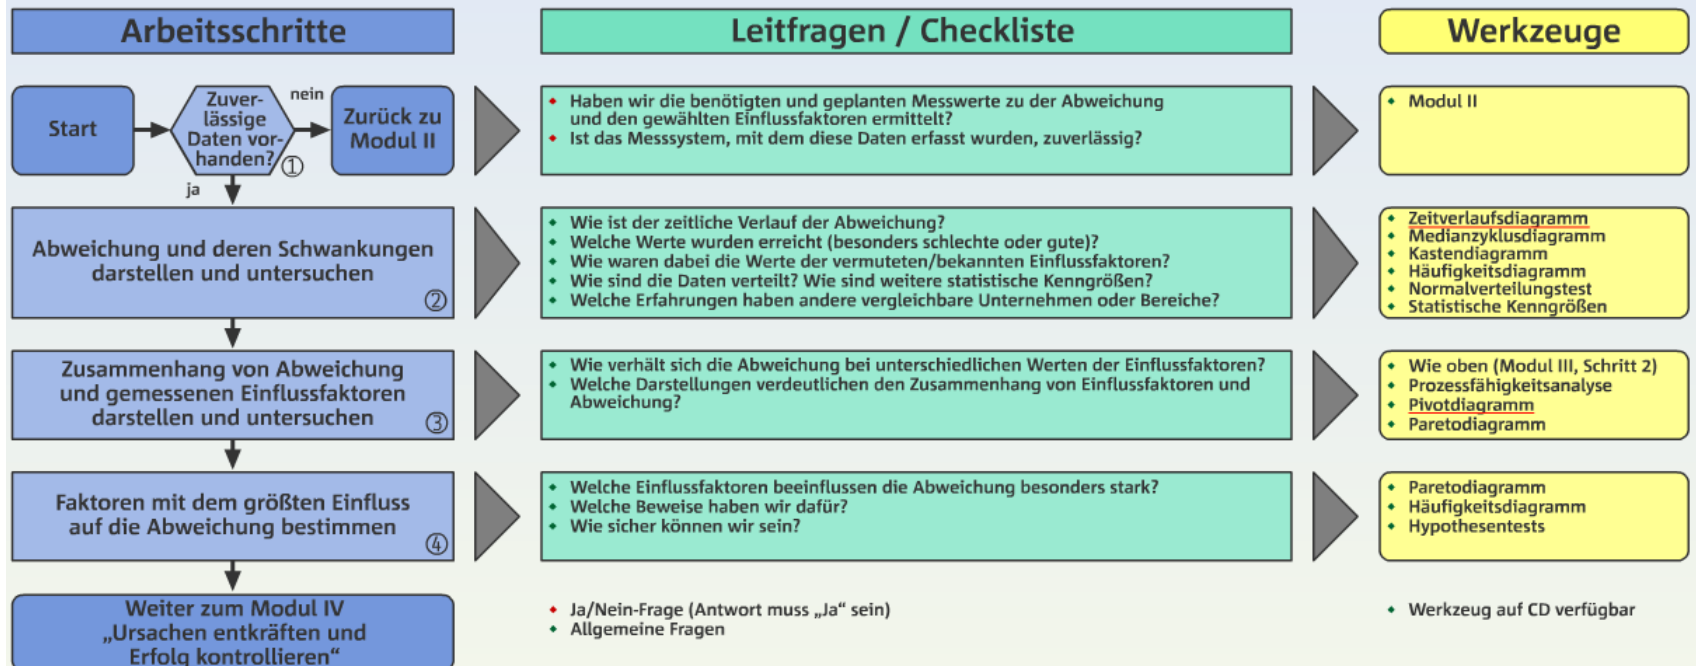 Arbeitsschritte
Leitfragen / Checkliste
Werkzeuge
Start
Zuver-
lässige
Daten vor-
handen?
①
nein
ja
Zurück zu
Modul II
Haben wir die benötigten und geplanten Messwerte zu der Abweichung
und den gewählten Einflussfaktoren ermittelt?
Ist das Messsystem, mit dem diese Daten erfasst wurden, zuverlässig?
Modul II
Abweichung und deren Schwankungen
darstellen und untersuchen
②
Wie ist der zeitliche Verlauf der Abweichung?
Welche Werte wurden erreicht (besonders schlechte oder gute)?
Wie waren dabei die Werte der vermuteten/bekannten Einflussfaktoren?
Wie sind die Daten verteilt? Wie sind weitere statistische Kenngrößen?
Welche Erfahrungen haben andere vergleichbare Unternehmen oder Bereiche?
Zeitverlaufsdiagramm
Medianzyklusdiagramm
Kastendiagramm
Häufigkeitsdiagramm
Normalverteilungstest
Statistische Kenngrößen
Zusammenhang von Abweichung
und gemessenen Einflussfaktoren
darstellen und untersuchen
③
Wie verhält sich die Abweichung bei unterschiedlichen Werten der Einflussfaktoren?
Welche Darstellungen verdeutlichen den Zusammenhang von Einflussfaktoren und
Abweichung?
Wie oben (Modul III, Schritt 2)
Prozessfähigkeitsanalyse
Pivotdiagramm
Paretodiagramm
Faktoren mit dem größten Einfluss
auf die Abweichung bestimmen
④
Welche Einflussfaktoren beeinflussen die Abweichung besonders stark?
Welche Beweise haben wir dafür?
Wie sicher können wir sein?
Paretodiagramm
Häufigkeitsdiagramm
Hypothesentests
Weiter zum Modul IV
„Ursachen entkräften und
Erfolg kontrollieren“
Ja/Nein-Frage (Antwort muss „Ja“ sein)
Allgemeine Fragen
Werkzeug auf CD verfügbar